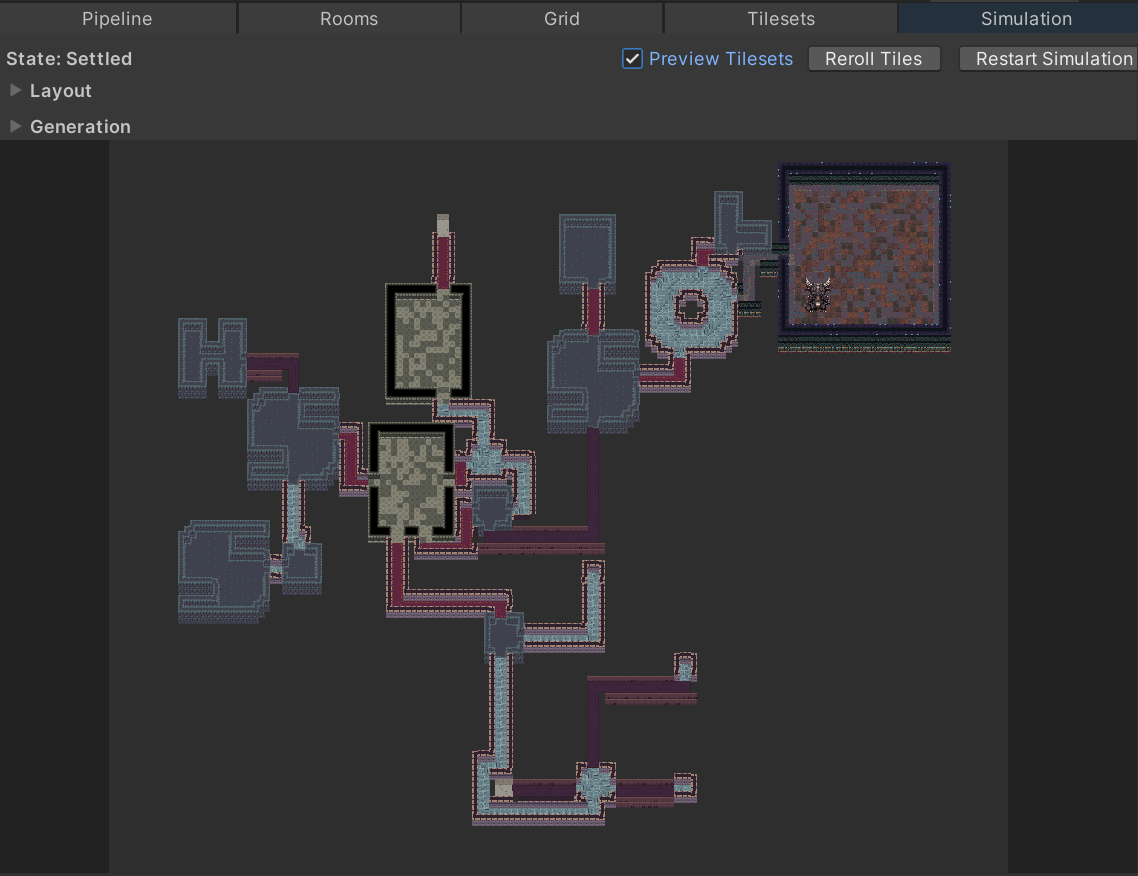 Pipeline
Rooms
Grid
Tilesets
Simulation
State: Settled
Preview Tilesets
Reroll Tiles
Restart Simulation
Layout
Generation